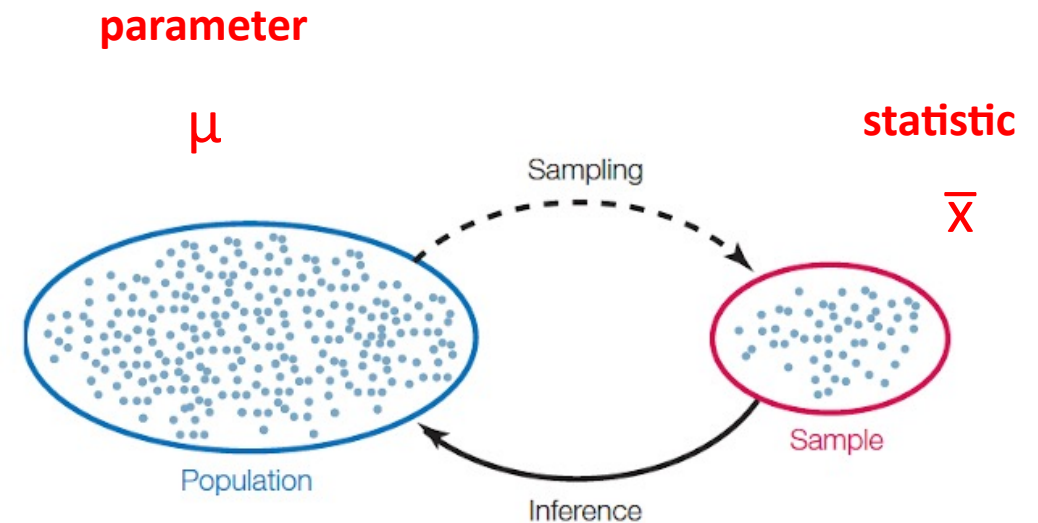 parameter
μ
statistic
x̅
Sampling
Population
Sample
Inference